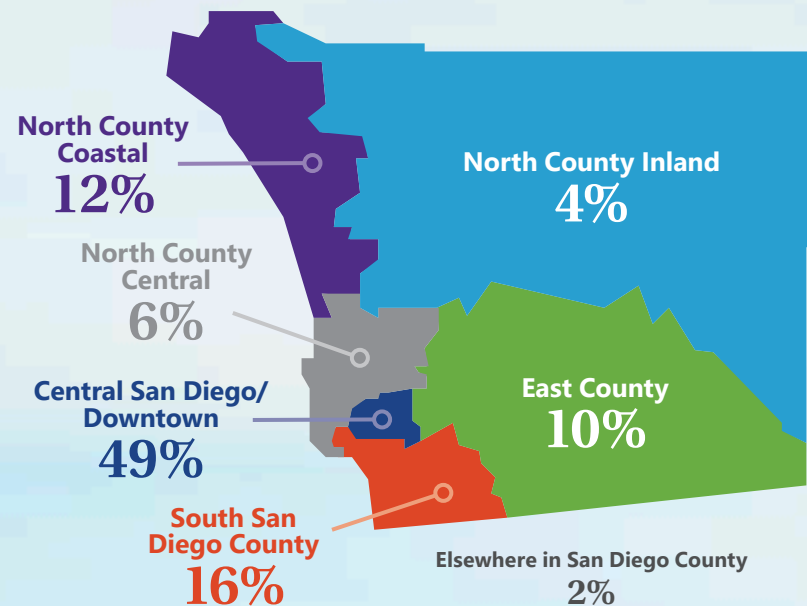 North County
Coastal
12%
North County Inland
4%
North County
Central
6%
Central San Diego/
Downtown
49%
East County
10%
South San
Diego County
16%
Elsewhere in San Diego County
2%